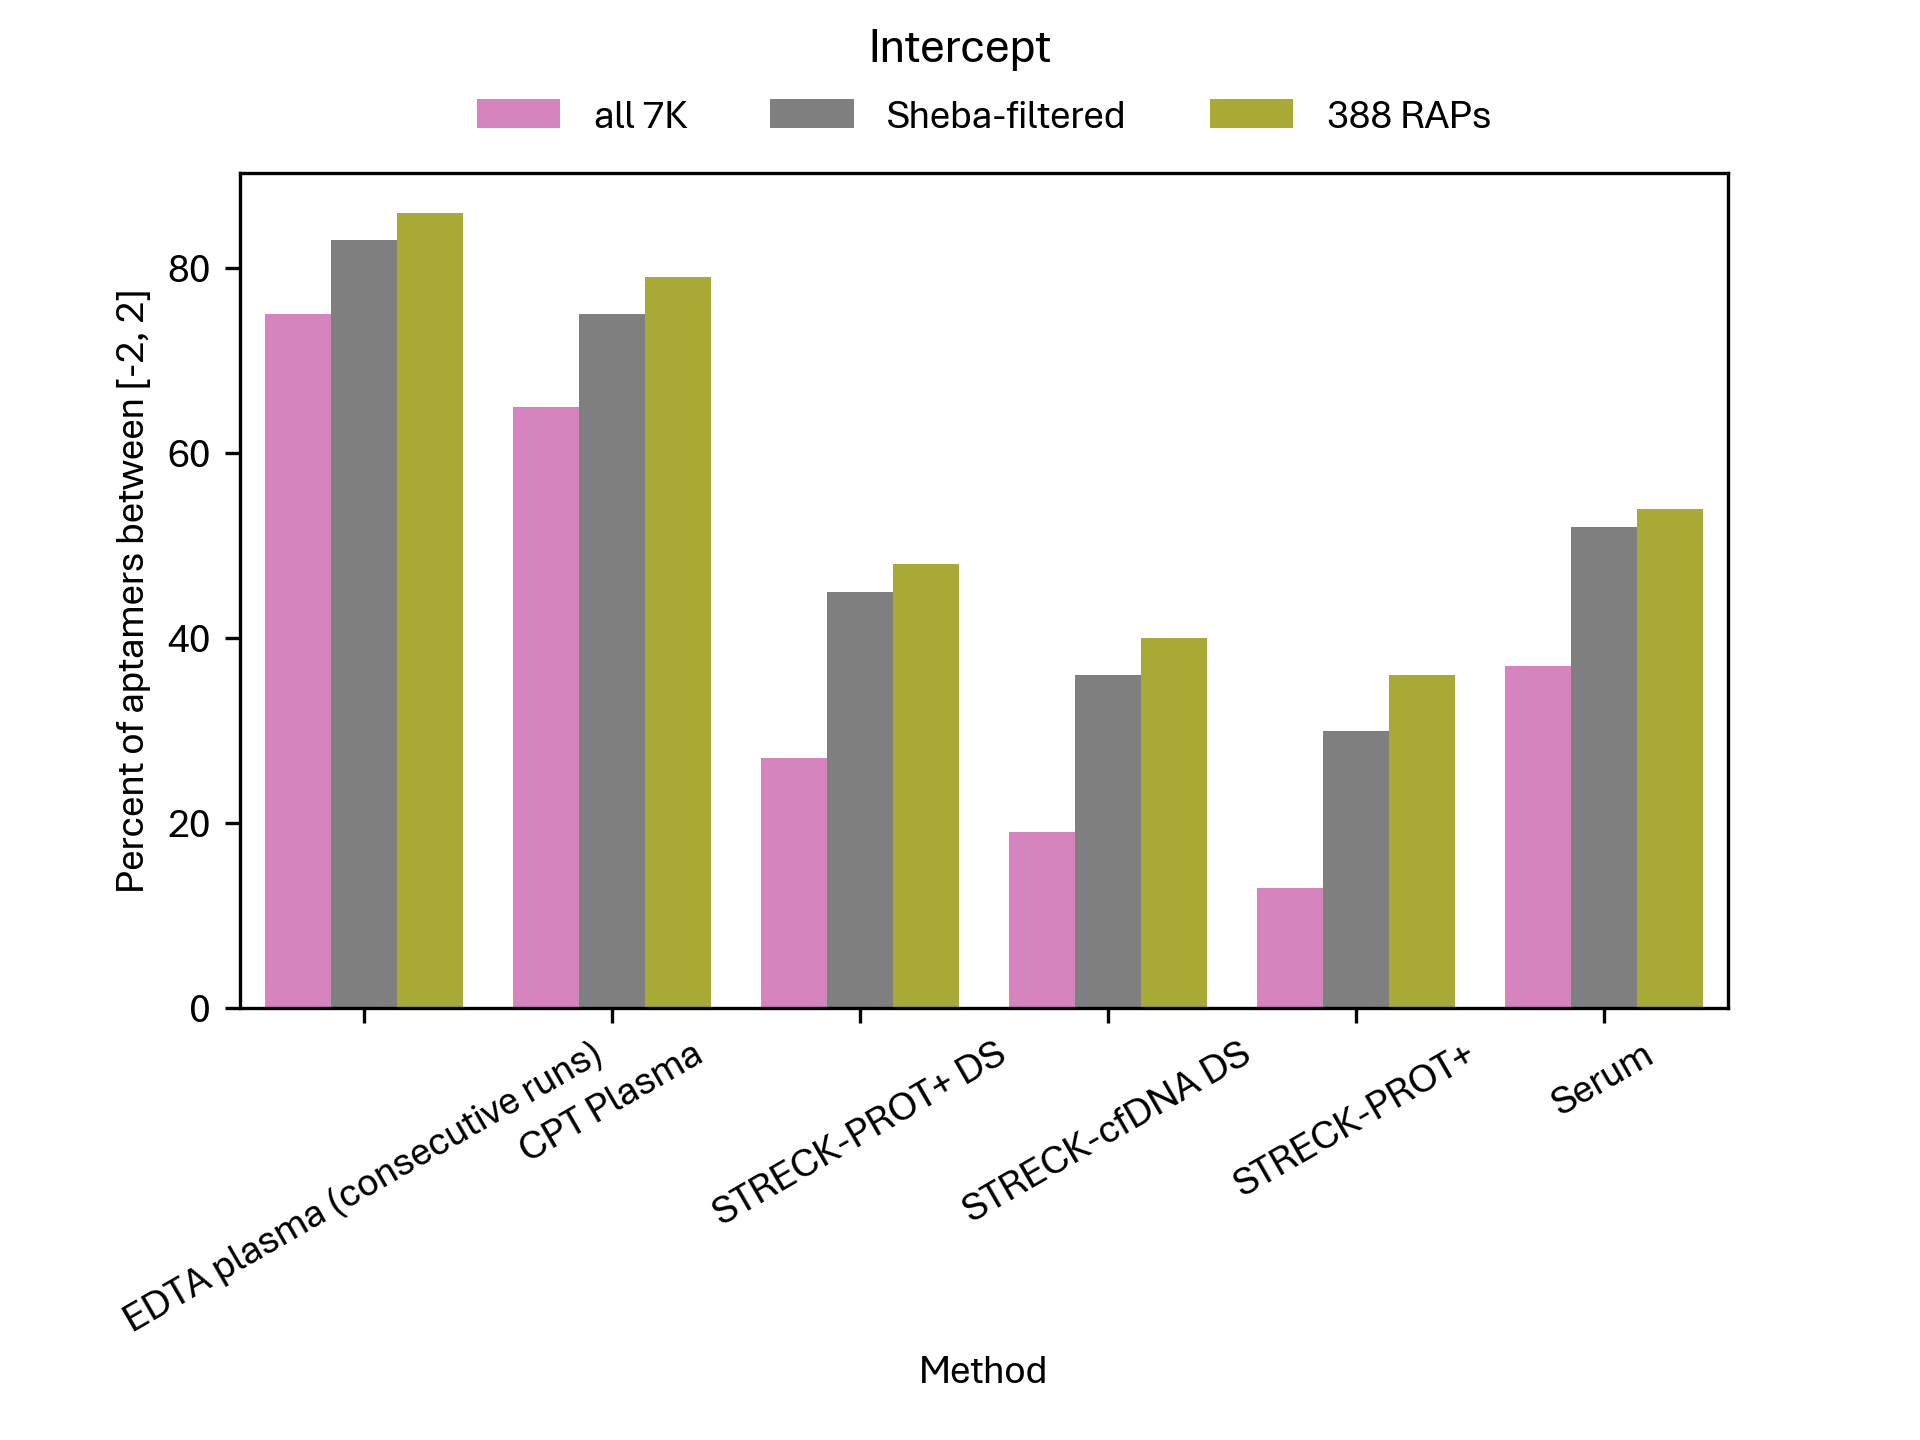 Intercept
all 7K
Sheba-filtered
388 RAPs
Percent of aptamers between [-2, 2]
80
60
40
20
0
EDTA plasma (consecutive runs)
CPT Plasma
STRECK-PROT+ DS
STRECK-cfDNA DS
STRECK-PROT+
Serum
Method